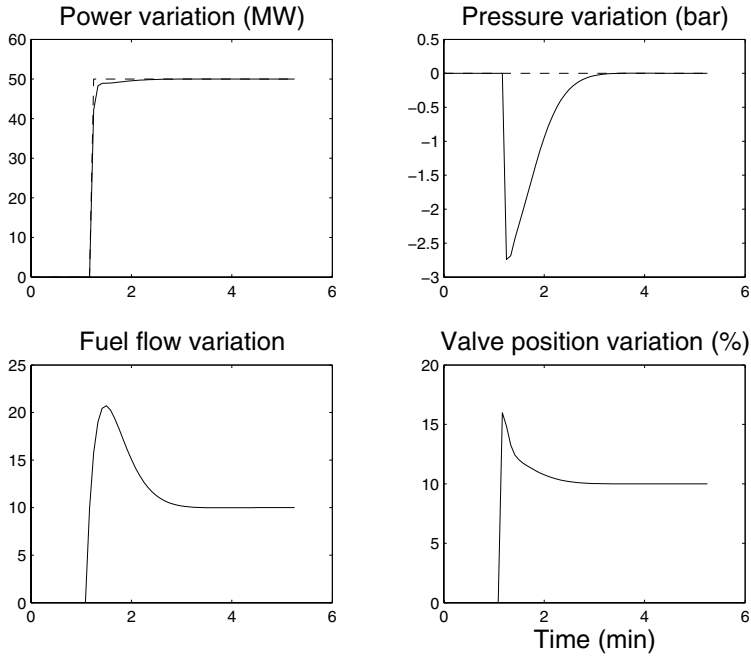 Power variation (MW)
60
50
40
30
20
10
0
0 2 4 6
Pressure variation (bar)
0.5
0
−0.5
−1
−1.5
−2
−2.5
−3
0 2 4 6
Fuel flow variation
25
20
15
10
5
0
0 2 4 6
Valve position variation (%)
20
15
10
5
0
0 2 4 6
Time (min)